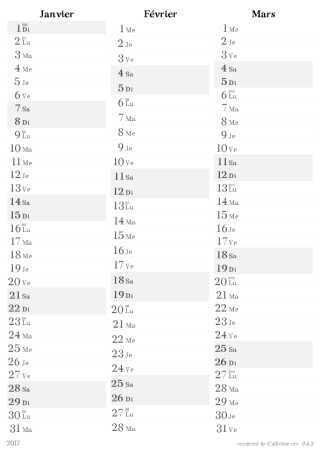 Janvier
1 Di
2 Lu
3 Ma
4 Me
5 Je
6 Ve
7 Sa
8 Di
9 Lu
10 Ma
11 Me
12 Je
13 Ve
14 Sa
15 Di
16 Lu
17 Ma
18 Me
19 Je
20 Ve
21 Sa
22 Di
23 Lu
24 Ma
25 Me
26 Je
27 Ve
28 Sa
29 Di
30 Lu
31 Ma
Février
1 Me
2 Je
3 Ve
4 Sa
5 Di
6 Lu
7 Ma
8 Me
9 Je
10 Ve
11 Sa
12 Di
13 Lu
14 Ma
15 Me
16 Je
17 Ve
18 Sa
19 Di
20 Lu
21 Ma
22 Me
23 Je
24 Ve
25 Sa
26 Di
27 Lu
28 Ma
Mars
1 Me
2 Je
3 Ve
4 Sa
5 Di
6 Lu
7 Ma
8 Me
9 Je
10 Ve
11 Sa
12 Di
13 Lu
14 Ma
15 Me
16 Je
17 Ve
18 Sa
19 Di
20 Lu
21 Ma
22 Me
23 Je
24 Ve
25 Sa
26 Di
27 Lu
28 Ma
29 Me
30 Je
31 Ve
2017
rendered by ver. 0.4.3